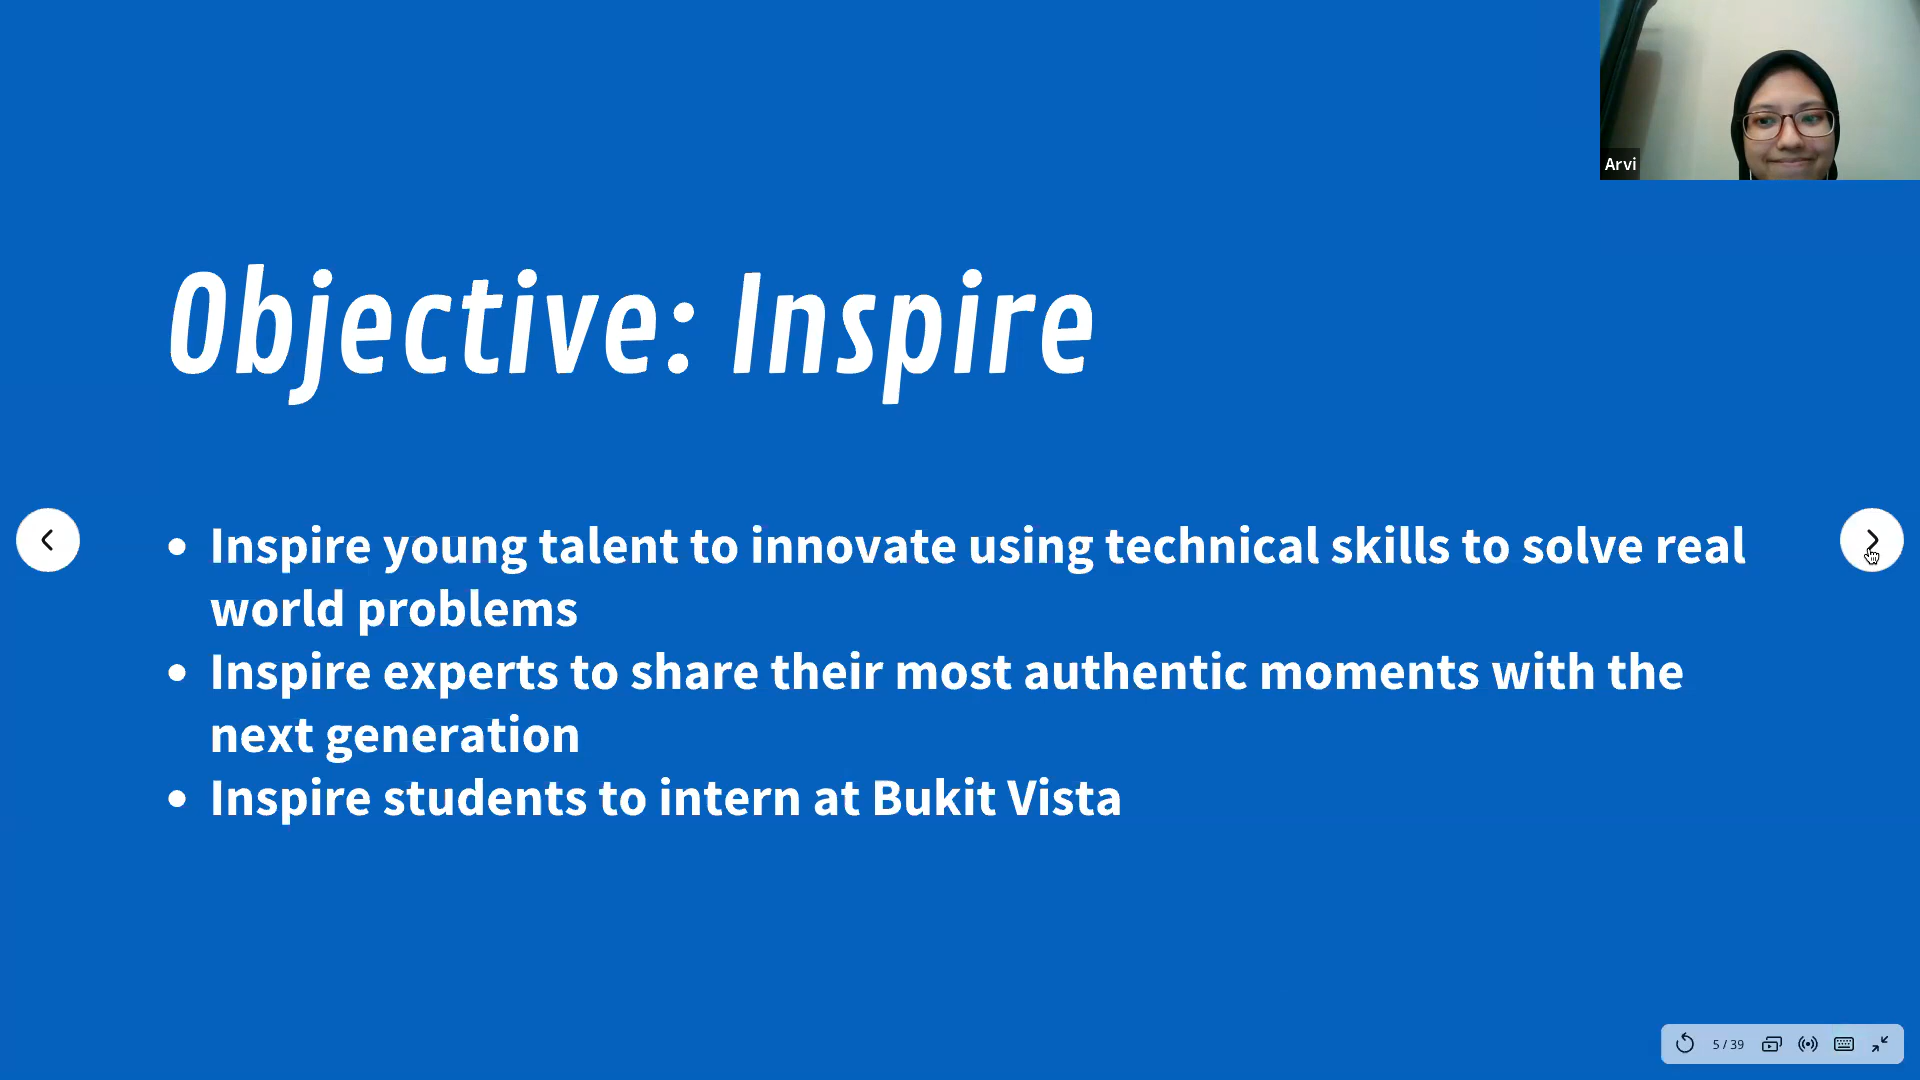 Arvi
Objective: Inspire
• Inspire young talent to innovate using technical skills to solve real
world problems
• Inspire experts to share their most authentic moments with the
next generation
• Inspire students to intern at Bukit Vista
5 / 39